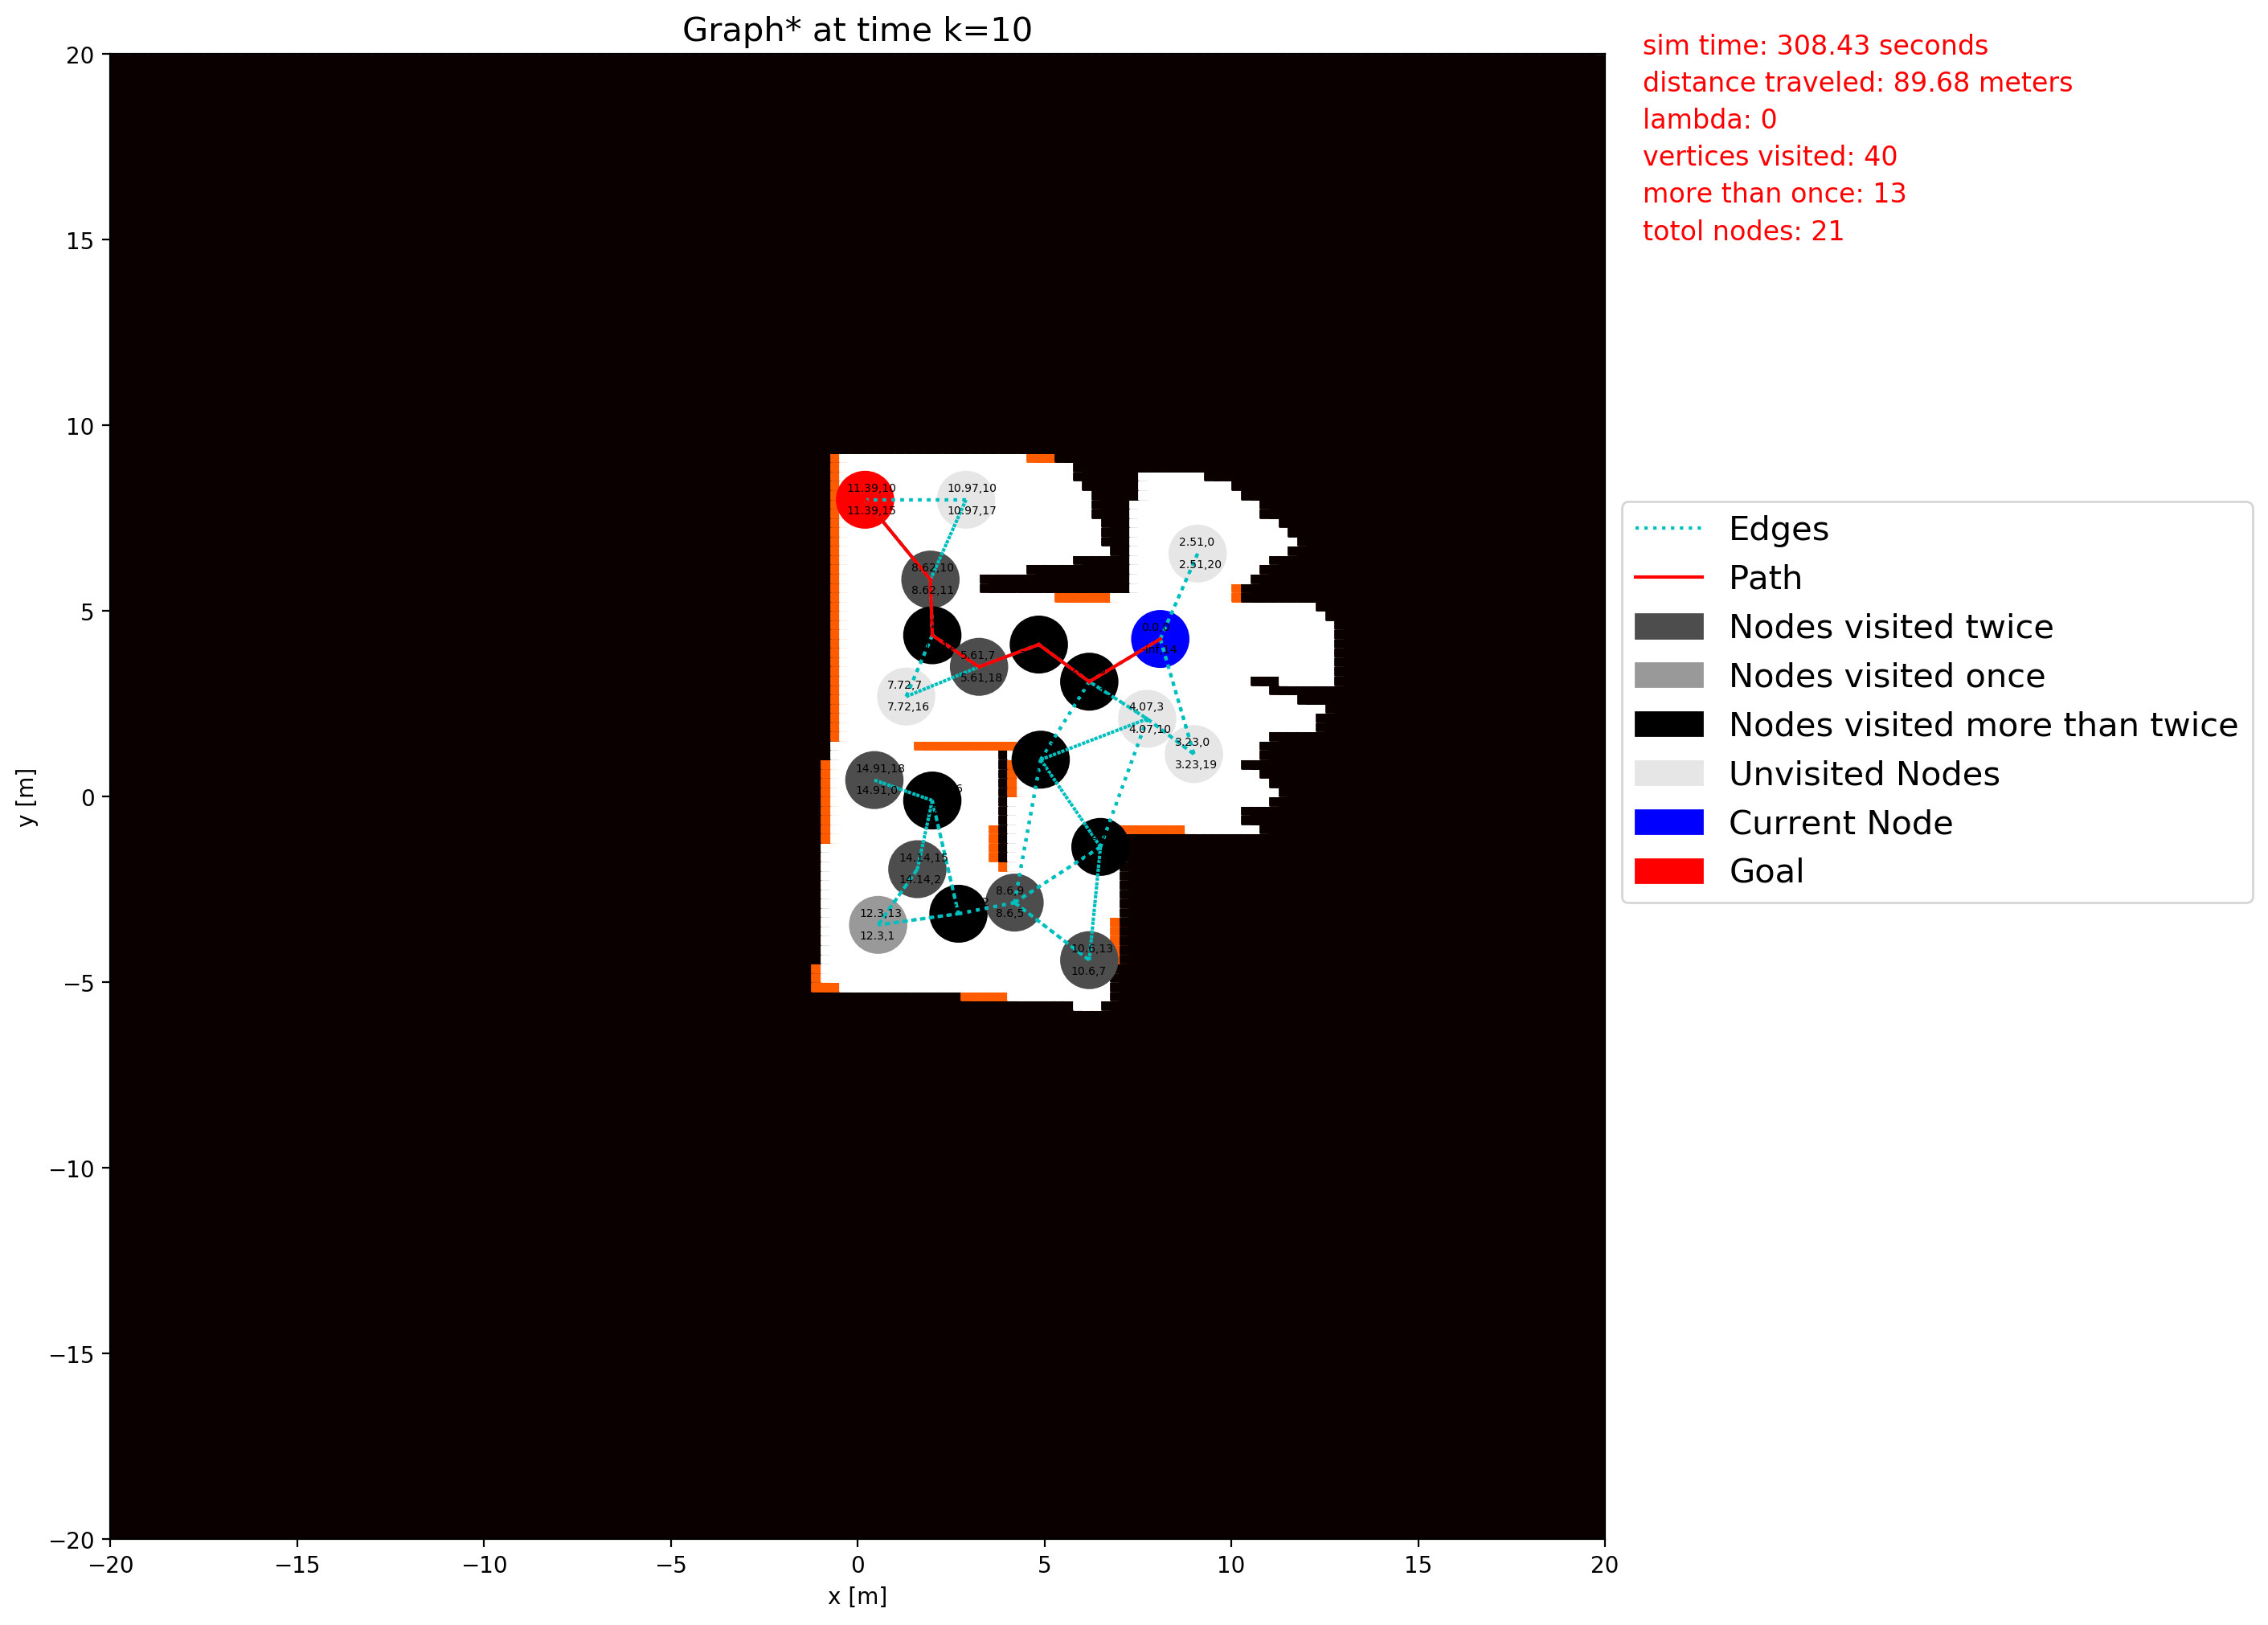 Graph* at time k=10
sim time: 308.43 seconds
distance traveled: 89.68 meters
lambda: 0
vertices visited: 40
more than once: 13
totol nodes: 21
20
15
10
5
0
−5
−10
−15
−20
y [m]
−20
−15
−10
−5
0
5
10
15
20
x [m]
11.39,10
11.39,15
10.97,10
10.97,17
2.51,0
2.51,20
8.62,10
8.62,11
5.61,7
5.61,18
7.72,7
7.72,16
4.07,3
4.07,10
3.23,0
3.23,19
14.91,18
14.91,0
14.14,15
14.14,2
8.6,9
8.6,5
12.3,13
12.3,1
10.6,13
10.6,7
Edges
Path
Nodes visited twice
Nodes visited once
Nodes visited more than twice
Unvisited Nodes
Current Node
Goal